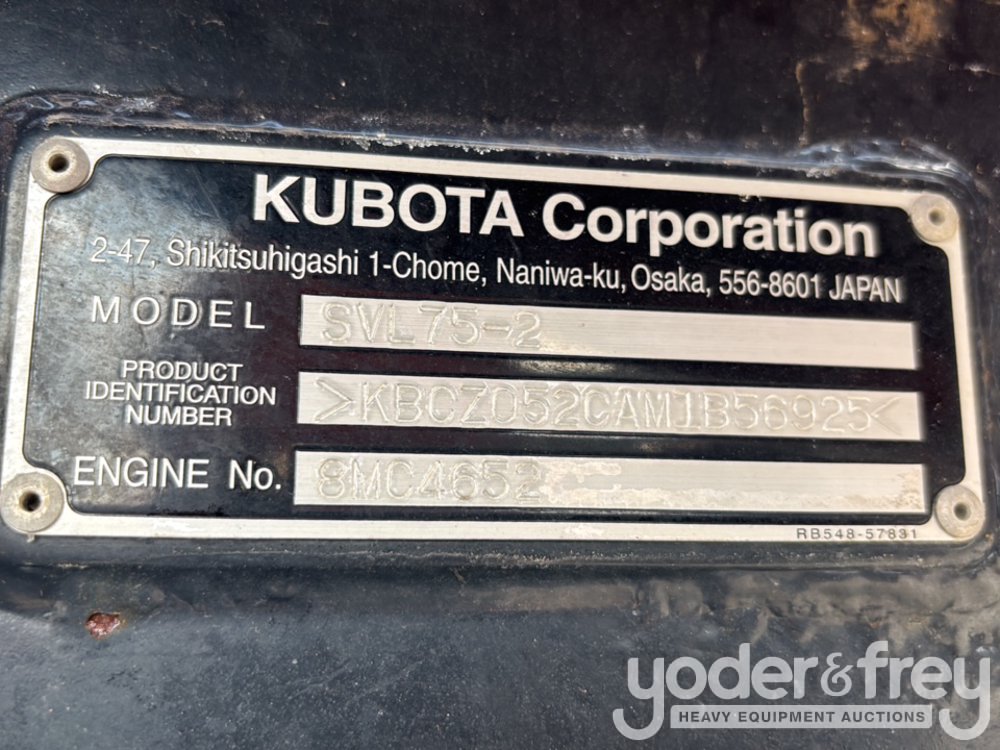 KUBOTA Corporation
2-47, Shikitsuhigashi 1-Chome, Naniwa-ku, Osaka, 556-8601 JAPAN
MODEL SVL75-2
PRODUCT
IDENTIFICATION
NUMBER
>KBCZ052CAM1B56925<
ENGINE No. 8MC4652
RB548-57831
yoder&frey
HEAVY EQUIPMENT AUCTIONS